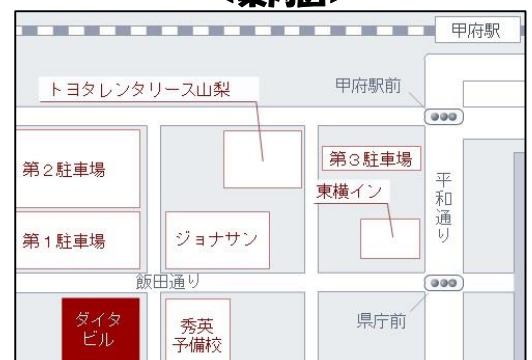 <案内図>
甲府駅
トヨタレンタリース山梨
甲府駅前
第2駐車場
第3駐車場
東横イン
平和通り
第1駐車場
ジョナサン
飯田通り
ダイタ
ビル
秀英
予備校
県庁前